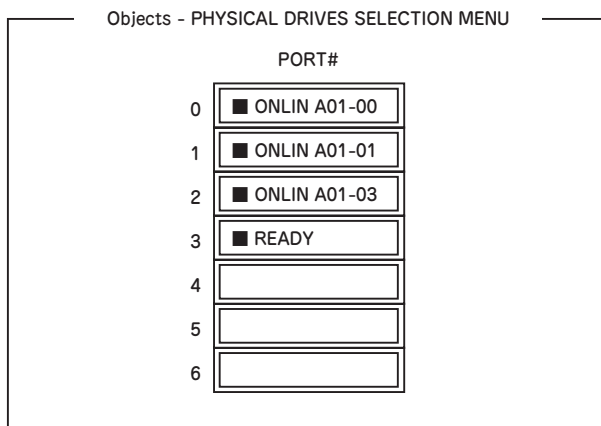 Objects - PHYSICAL DRIVES SELECTION MENU
PORT#
0 ■ ONLIN A01-00
1 ■ ONLIN A01-01
2 ■ ONLIN A01-03
3 ■ READY
4
5
6